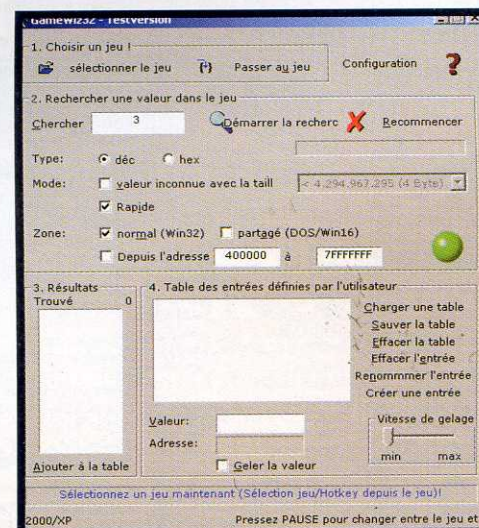 GameWiz32 - Testversion
1. Choisir un jeu !
sélectionner le jeu Passer au jeu Configuration
2. Rechercher une valeur dans le jeu
Chercher 3 Démarrer la recherc Recommencer
Type: déc hex
Mode: valeur inconnue avec la taill < 4.294.967.295 (4 Byte)
Rapide
Zone: normal (Win32) partagé (DOS/Win16)
Depuis l'adresse 400000 à 7FFFFFFF
3. Résultats
Trouvé 0
Ajouter à la table
4. Table des entrées définies par l'utilisateur
Charger une table
Sauver la table
Effacer la table
Effacer l'entrée
Renommmer l'entrée
Créer une entrée
Valeur:
Adresse:
Geler la valeur
Vitesse de gelage
min max
Sélectionnez un jeu maintenant (Sélection jeu/Hotkey depuis le jeu)!
2000/XP Pressez PAUSE pour changer entre le jeu et